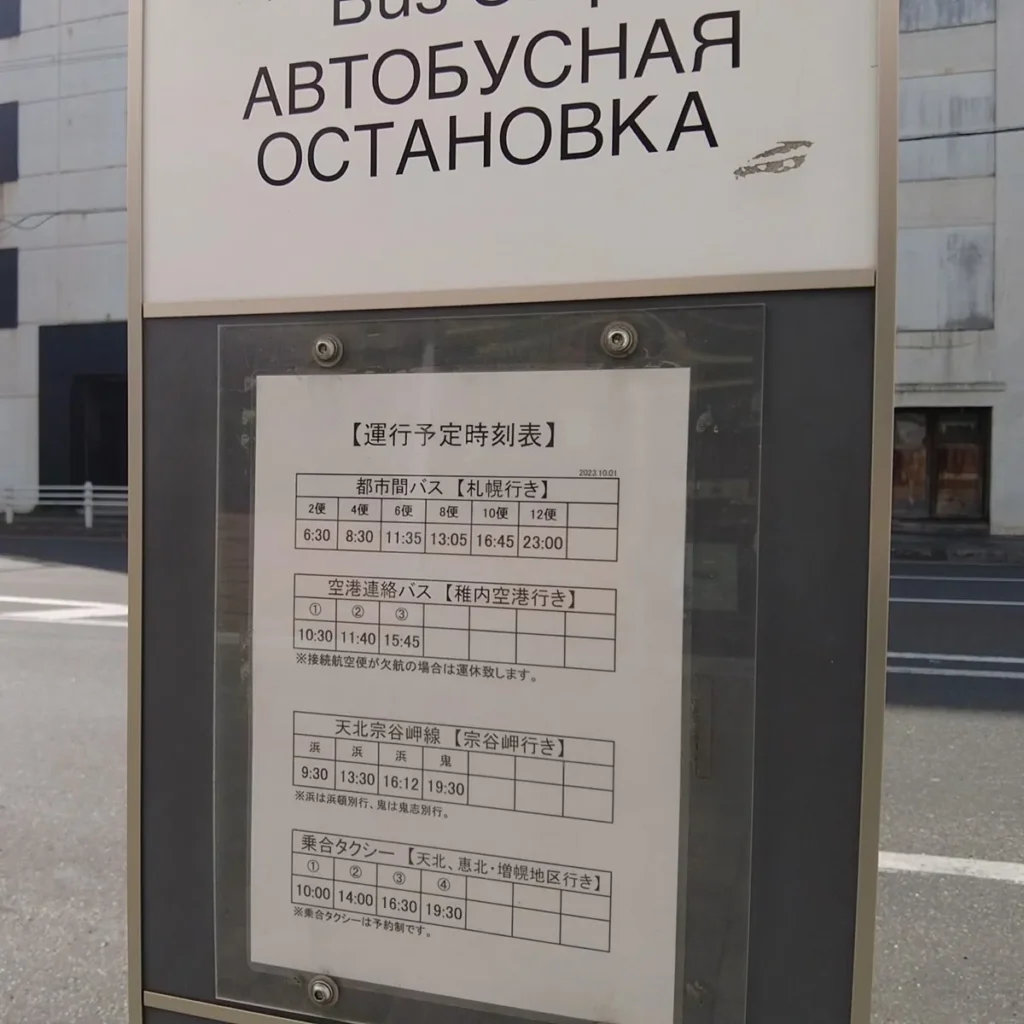 Bus Stop
АВТОБУСНАЯ
ОСТАНОВКА
【運行予定時刻表】
2023.10.01
都市間バス 【札幌行き】
2便 4便 6便 8便 10便 12便
6:30 8:30 11:35 13:05 16:45 23:00
空港連絡バス 【稚内空港行き】
① ② ③
10:30 11:40 15:45
※接続航空便が欠航の場合は運休致します。
天北宗谷岬線 【宗谷岬行き】
浜 浜 浜 鬼
9:30 13:30 16:12 19:30
※浜は浜頓別行、鬼は鬼志別行。
乗合タクシー 【天北、恵北・増幌地区行き】
① ② ③ ④
10:00 14:00 16:30 19:30
※乗合タクシーは予約制です。